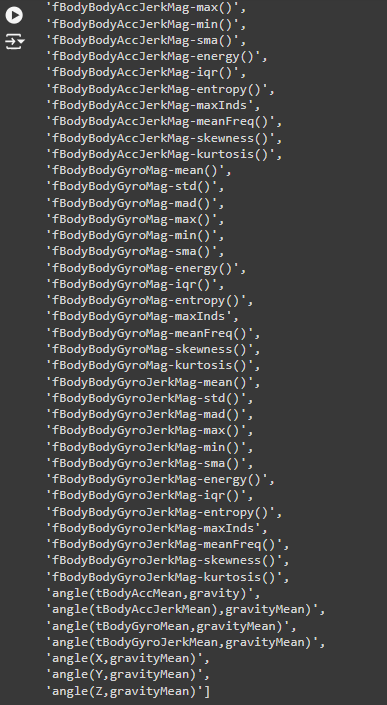 'fBodyBodyAccJerkMag-max()',
'fBodyBodyAccJerkMag-min()',
'fBodyBodyAccJerkMag-sma()',
'fBodyBodyAccJerkMag-energy()',
'fBodyBodyAccJerkMag-iqr()',
'fBodyBodyAccJerkMag-entropy()',
'fBodyBodyAccJerkMag-maxInds',
'fBodyBodyAccJerkMag-meanFreq()',
'fBodyBodyAccJerkMag-skewness()',
'fBodyBodyAccJerkMag-kurtosis()',
'fBodyBodyGyroMag-mean()',
'fBodyBodyGyroMag-std()',
'fBodyBodyGyroMag-mad()',
'fBodyBodyGyroMag-max()',
'fBodyBodyGyroMag-min()',
'fBodyBodyGyroMag-sma()',
'fBodyBodyGyroMag-energy()',
'fBodyBodyGyroMag-iqr()',
'fBodyBodyGyroMag-entropy()',
'fBodyBodyGyroMag-maxInds',
'fBodyBodyGyroMag-meanFreq()',
'fBodyBodyGyroMag-skewness()',
'fBodyBodyGyroMag-kurtosis()',
'fBodyBodyGyroJerkMag-mean()',
'fBodyBodyGyroJerkMag-std()',
'fBodyBodyGyroJerkMag-mad()',
'fBodyBodyGyroJerkMag-max()',
'fBodyBodyGyroJerkMag-min()',
'fBodyBodyGyroJerkMag-sma()',
'fBodyBodyGyroJerkMag-energy()',
'fBodyBodyGyroJerkMag-iqr()',
'fBodyBodyGyroJerkMag-entropy()',
'fBodyBodyGyroJerkMag-maxInds',
'fBodyBodyGyroJerkMag-meanFreq()',
'fBodyBodyGyroJerkMag-skewness()',
'fBodyBodyGyroJerkMag-kurtosis()',
'angle(tBodyAccMean,gravity)',
'angle(tBodyAccJerkMean),gravityMean)',
'angle(tBodyGyroMean,gravityMean)',
'angle(tBodyGyroJerkMean,gravityMean)',
'angle(X,gravityMean)',
'angle(Y,gravityMean)',
'angle(Z,gravityMean)']